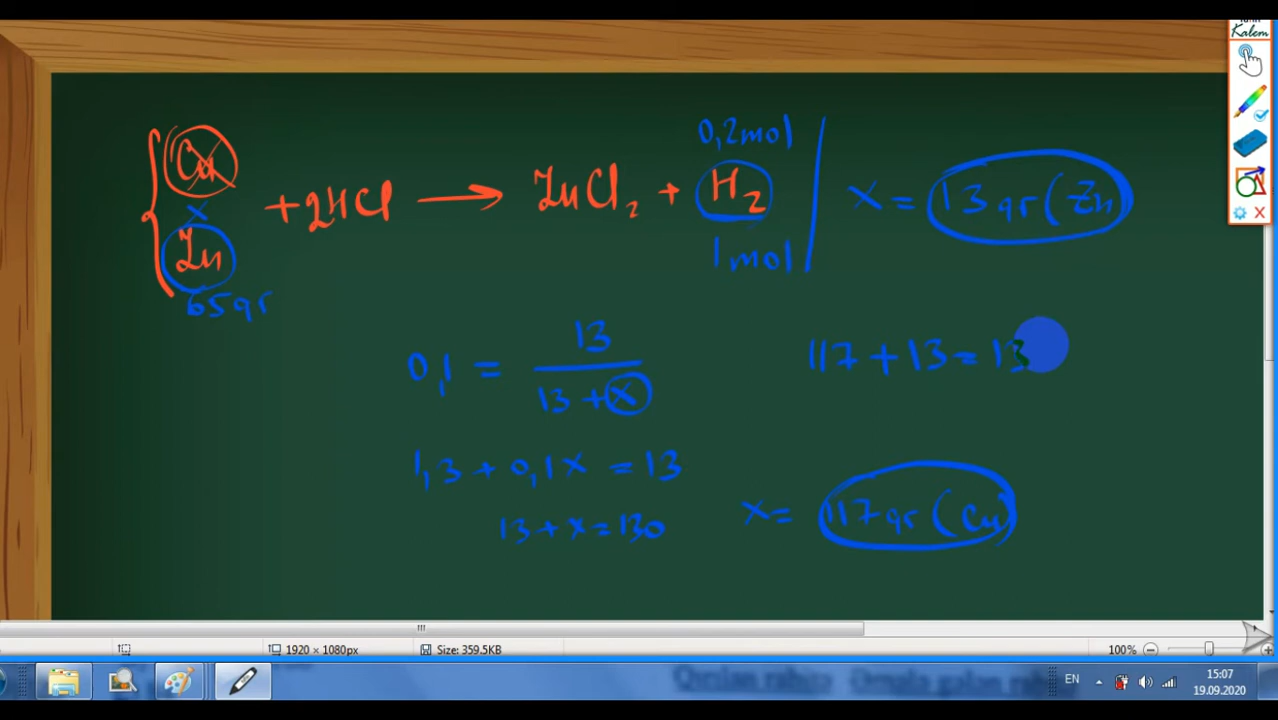 Kalem
Cu
x
Zn
65gr
+2HCl → ZnCl₂ + H₂
0,2mol
1mol
x = 13gr(Zn)
0,1 = 13 / 13+x
117+13=13
1,3+0,1x=13
13+x=130
x= 117gr(Cu)
1920 × 1080px
Size: 359.5KB
100%
EN
15:07
19.09.2020